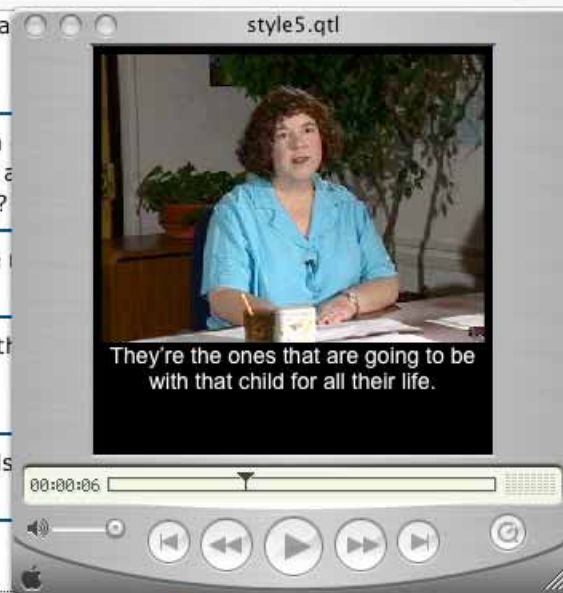 style5.qtl
They're the ones that are going to be
with that child for all their life.
00:00:06